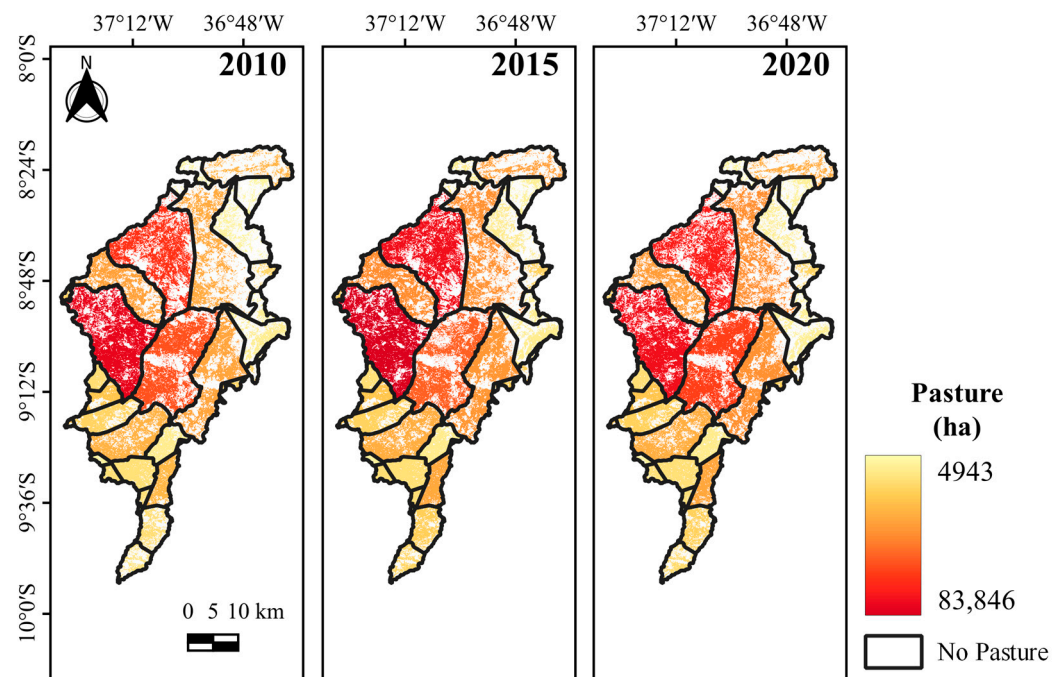 37°12′W 36°48′W 37°12′W 36°48′W 37°12′W 36°48′W
2010 2015 2020
N
8°0′S
8°24′S
8°48′S
9°12′S
9°36′S
10°0′S
0 5 10 km
Pasture
(ha)
4943
83,846
No Pasture